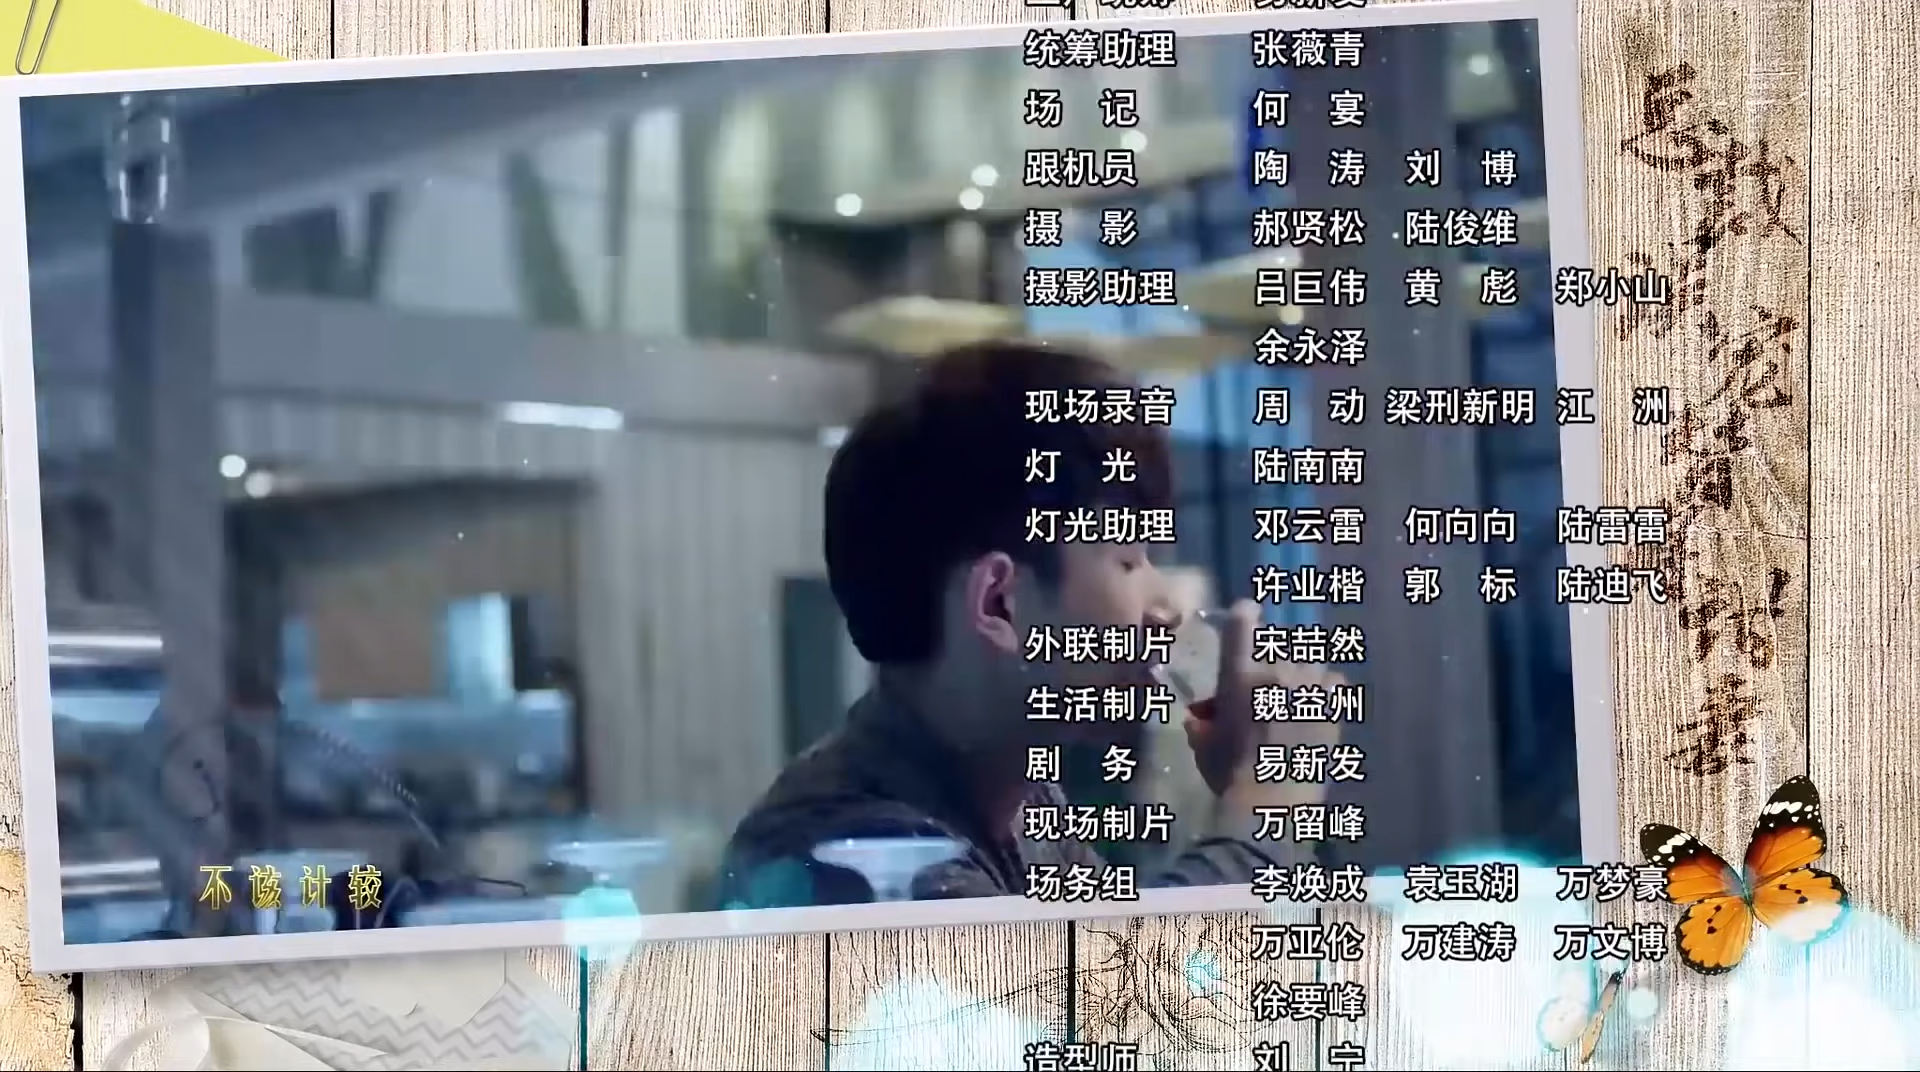 统筹助理 张薇青
场 记 何 宴
跟机员 陶 涛 刘 博
摄 影 郝贤松 陆俊维
摄影助理 吕巨伟 黄 彪 郑小山
余永泽
现场录音 周 动 梁刑新明 江 洲
灯 光 陆南南
灯光助理 邓云雷 何向向 陆雷雷
许业楷 郭 标 陆迪飞
外联制片 宋喆然
生活制片 魏益州
剧 务 易新发
现场制片 万留峰
场务组 李焕成 袁玉湖 万梦豪
万亚伦 万建涛 万文博
徐要峰
造型师 刘 宁
不该计较